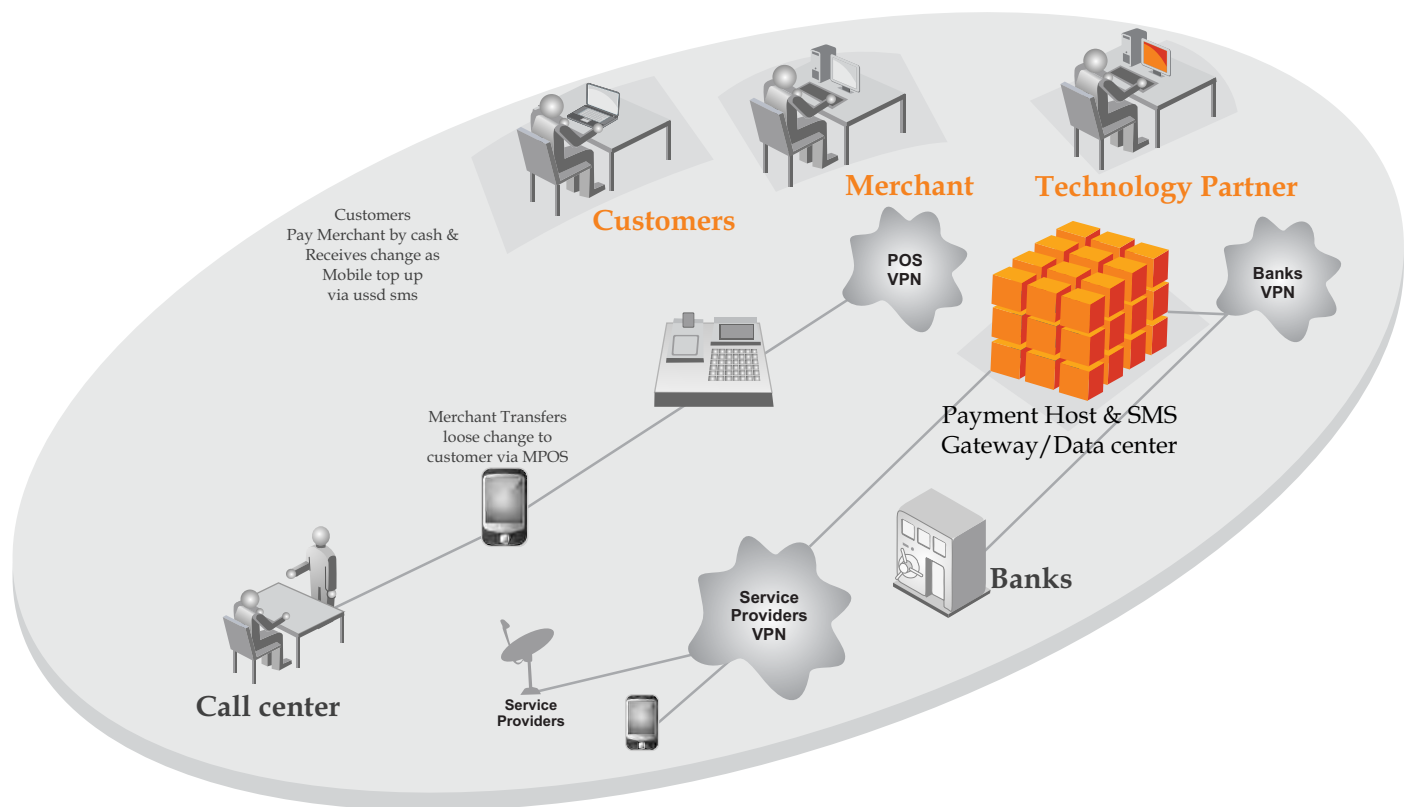 Merchant
Technology Partner
Customers
Customers
Pay Merchant by cash &
Receives change as
Mobile top up
via ussd sms
POS
VPN
Banks
VPN
Merchant Transfers
loose change to
customer via MPOS
Payment Host & SMS
Gateway/Data center
Banks
Service
Providers
VPN
Call center
Service
Providers